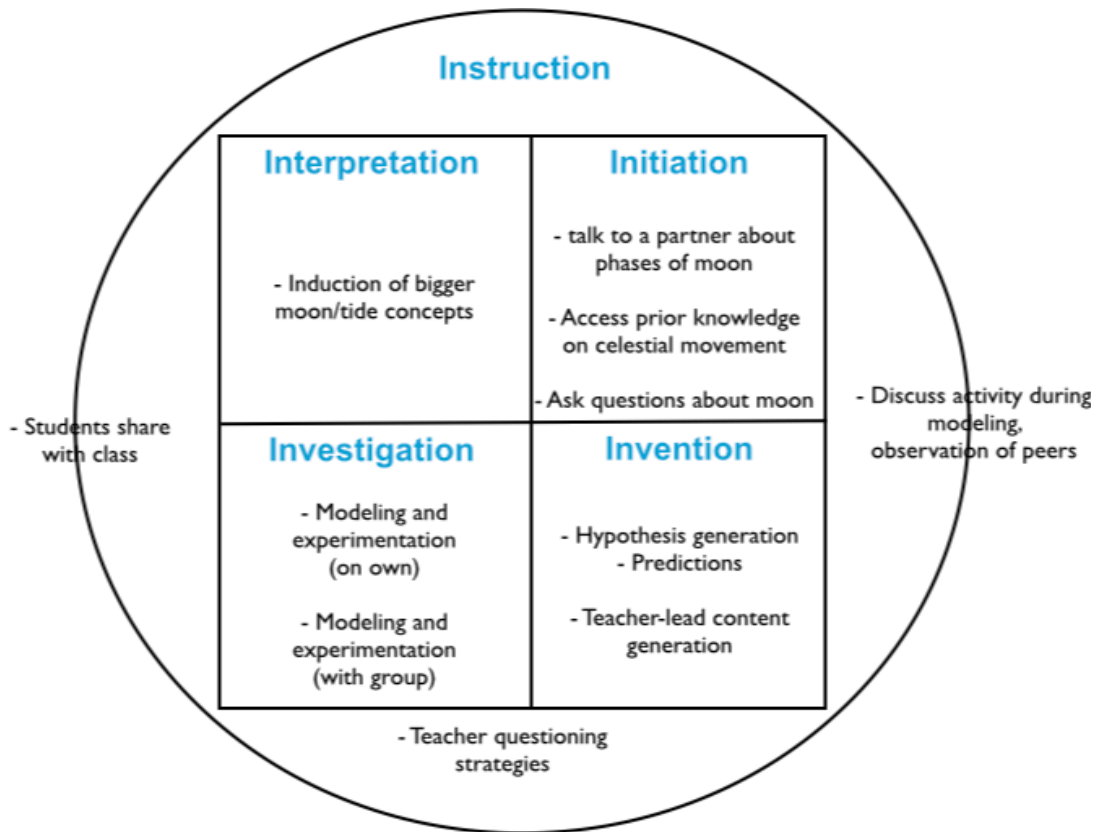 Instruction
Interpretation
- Induction of bigger
moon/tide concepts
Initiation
- talk to a partner about
phases of moon
- Access prior knowledge
on celestial movement
- Ask questions about moon
- Students share
with class
- Discuss activity during
modeling,
observation of peers
Investigation
- Modeling and
experimentation
(on own)
- Modeling and
experimentation
(with group)
Invention
- Hypothesis generation
- Predictions
- Teacher-lead content
generation
- Teacher questioning
strategies